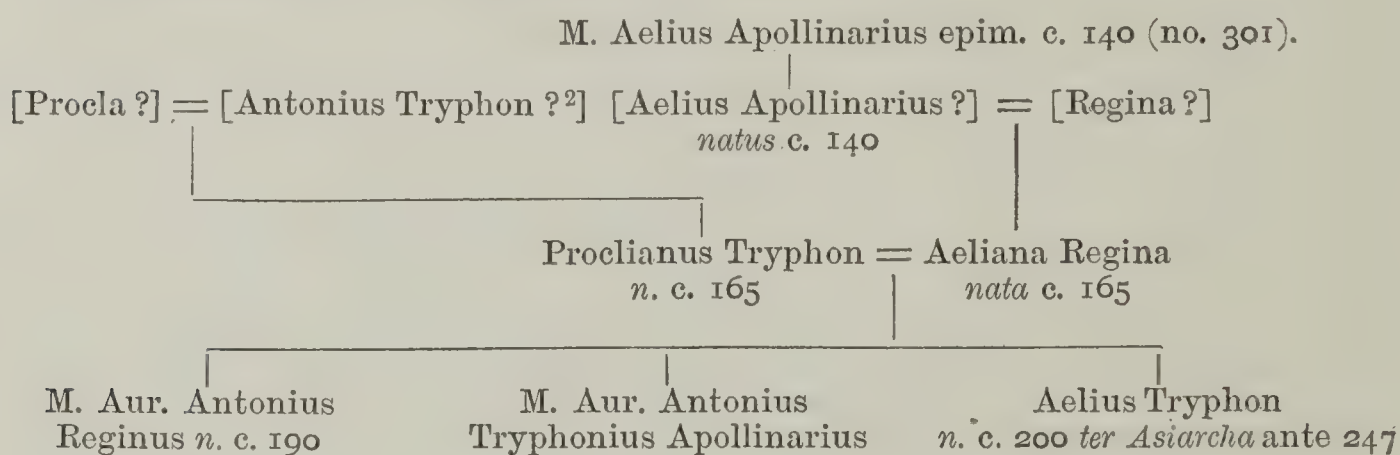 M. Aelius Apollinarius epim. c. 140 (no. 301).
[Procla ?] = [Antonius Tryphon ?²] [Aelius Apollinarius ?] = [Regina ?]
natus c. 140
Proclianus Tryphon = Aeliana Regina
n. c. 165 nata c. 165
M. Aur. Antonius M. Aur. Antonius Aelius Tryphon
Reginus n. c. 190 Tryphonius Apollinarius n. c. 200 ter Asiarcha ante 247